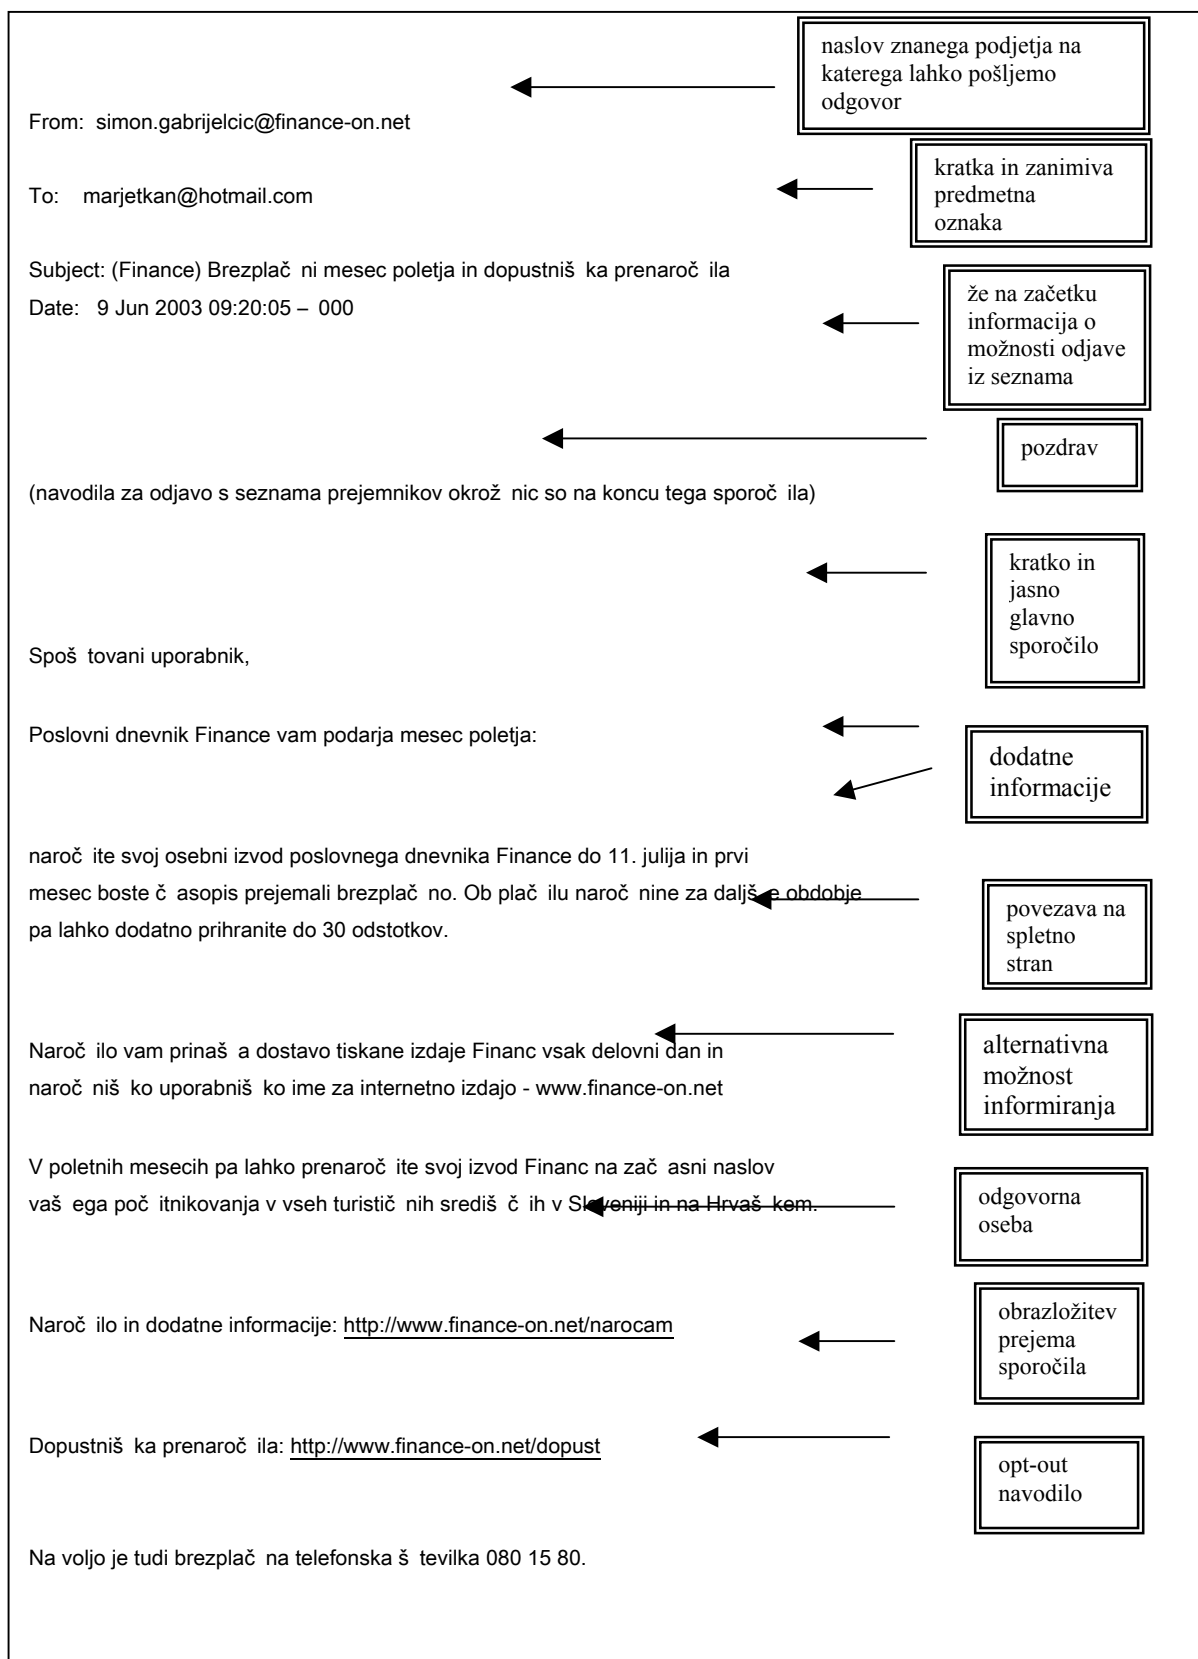 naslov znanega podjetja na
katerega lahko pošljemo
odgovor
From: simon.gabrijelcic@finance-on.net
kratka in zanimiva
predmetna
oznaka
To: marjetkan@hotmail.com
Subject: (Finance) Brezplač ni mesec poletja in dopustniš ka prenaroč ila
Date: 9 Jun 2003 09:20:05 – 000
že na začetku
informacija o
možnosti odjave
iz seznama
pozdrav
(navodila za odjavo s seznama prejemnikov okrož nic so na koncu tega sporoč ila)
kratko in
jasno
glavno
sporočilo
Spoš tovani uporabnik,
Poslovni dnevnik Finance vam podarja mesec poletja:
dodatne
informacije
naroč ite svoj osebni izvod poslovnega dnevnika Finance do 11. julija in prvi
mesec boste č asopis prejemali brezplač no. Ob plač ilu naroč nine za daljš e obdobje
pa lahko dodatno prihranite do 30 odstotkov.
povezava na
spletno
stran
Naroč ilo vam prinaš a dostavo tiskane izdaje Financ vsak delovni dan in
naroč niš ko uporabniš ko ime za internetno izdajo - www.finance-on.net
alternativna
možnost
informiranja
V poletnih mesecih pa lahko prenaroč ite svoj izvod Financ na zač asni naslov
vaš ega poč itnikovanja v vseh turistič nih središ č ih v Sloveniji in na Hrvaš kem.
odgovorna
oseba
Naroč ilo in dodatne informacije: http://www.finance-on.net/narocam
obrazložitev
prejema
sporočila
Dopustniš ka prenaroč ila: http://www.finance-on.net/dopust
opt-out
navodilo
Na voljo je tudi brezplač na telefonska š tevilka 080 15 80.